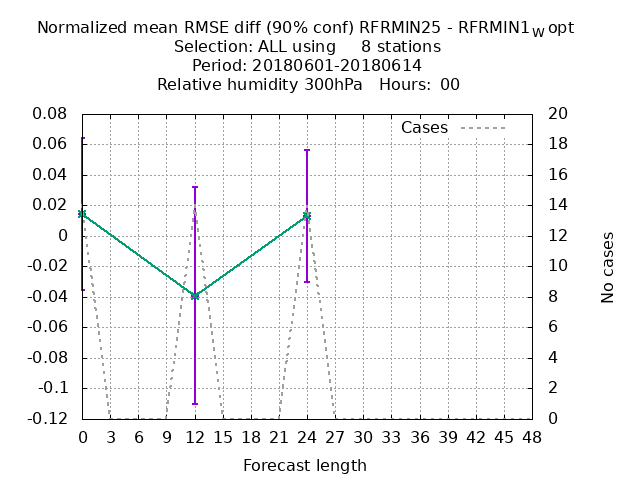 Normalized mean RMSE diff (90% conf) RFRMIN25 - RFRMIN1wopt
Selection: ALL using 8 stations
Period: 20180601-20180614
Relative humidity 300hPa Hours: 00
Cases
0.08
0.06
0.04
0.02
0
-0.02
-0.04
-0.06
-0.08
-0.1
-0.12
20
18
16
14
12
10
8
6
4
2
0
No cases
0 3 6 9 12 15 18 21 24 27 30 33 36 39 42 45 48
Forecast length